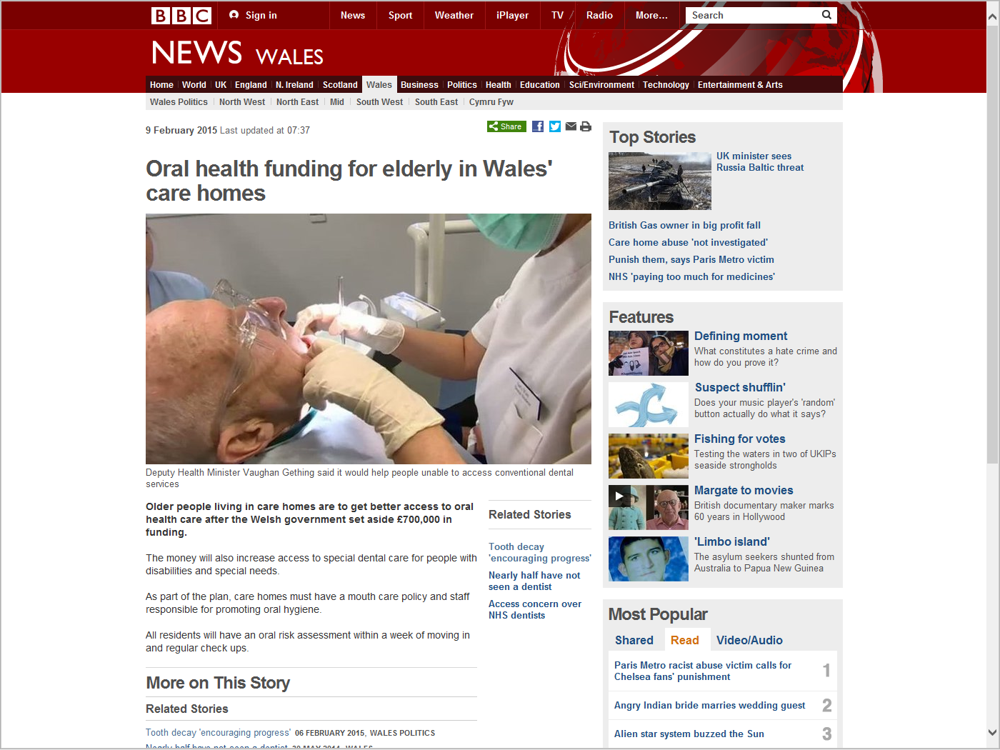 BBC
Sign in
News
Sport
Weather
iPlayer
TV
Radio
More...
Search
NEWS WALES
Home
World
UK
England
N. Ireland
Scotland
Wales
Business
Politics
Health
Education
Sci/Environment
Technology
Entertainment & Arts
Wales Politics
North West
North East
Mid
South West
South East
Cymru Fyw
9 February 2015 Last updated at 07:37
Share
Oral health funding for elderly in Wales'
care homes
Deputy Health Minister Vaughan Gething said it would help people unable to access conventional dental
services
Older people living in care homes are to get better access to oral
health care after the Welsh government set aside £700,000 in
funding.
The money will also increase access to special dental care for people with
disabilities and special needs.
As part of the plan, care homes must have a mouth care policy and staff
responsible for promoting oral hygiene.
All residents will have an oral risk assessment within a week of moving in
and regular check ups.
Related Stories
Tooth decay
'encouraging progress'
Nearly half have not
seen a dentist
Access concern over
NHS dentists
More on This Story
Related Stories
Tooth decay 'encouraging progress' 06 FEBRUARY 2015, WALES POLITICS
Nearly half have not seen a dentist 30 MAY 2014, WALES
Top Stories
UK minister sees
Russia Baltic threat
British Gas owner in big profit fall
Care home abuse 'not investigated'
Punish them, says Paris Metro victim
NHS 'paying too much for medicines'
Features
Defining moment
What constitutes a hate crime and
how do you prove it?
Suspect shufflin'
Does your music player's 'random'
button actually do what it says?
Fishing for votes
Testing the waters in two of UKIPs
seaside strongholds
Margate to movies
British documentary maker marks
60 years in Hollywood
'Limbo island'
The asylum seekers shunted from
Australia to Papua New Guinea
Most Popular
Shared
Read
Video/Audio
Paris Metro racist abuse victim calls for
Chelsea fans' punishment
1
Angry Indian bride marries wedding guest
2
Alien star system buzzed the Sun
3